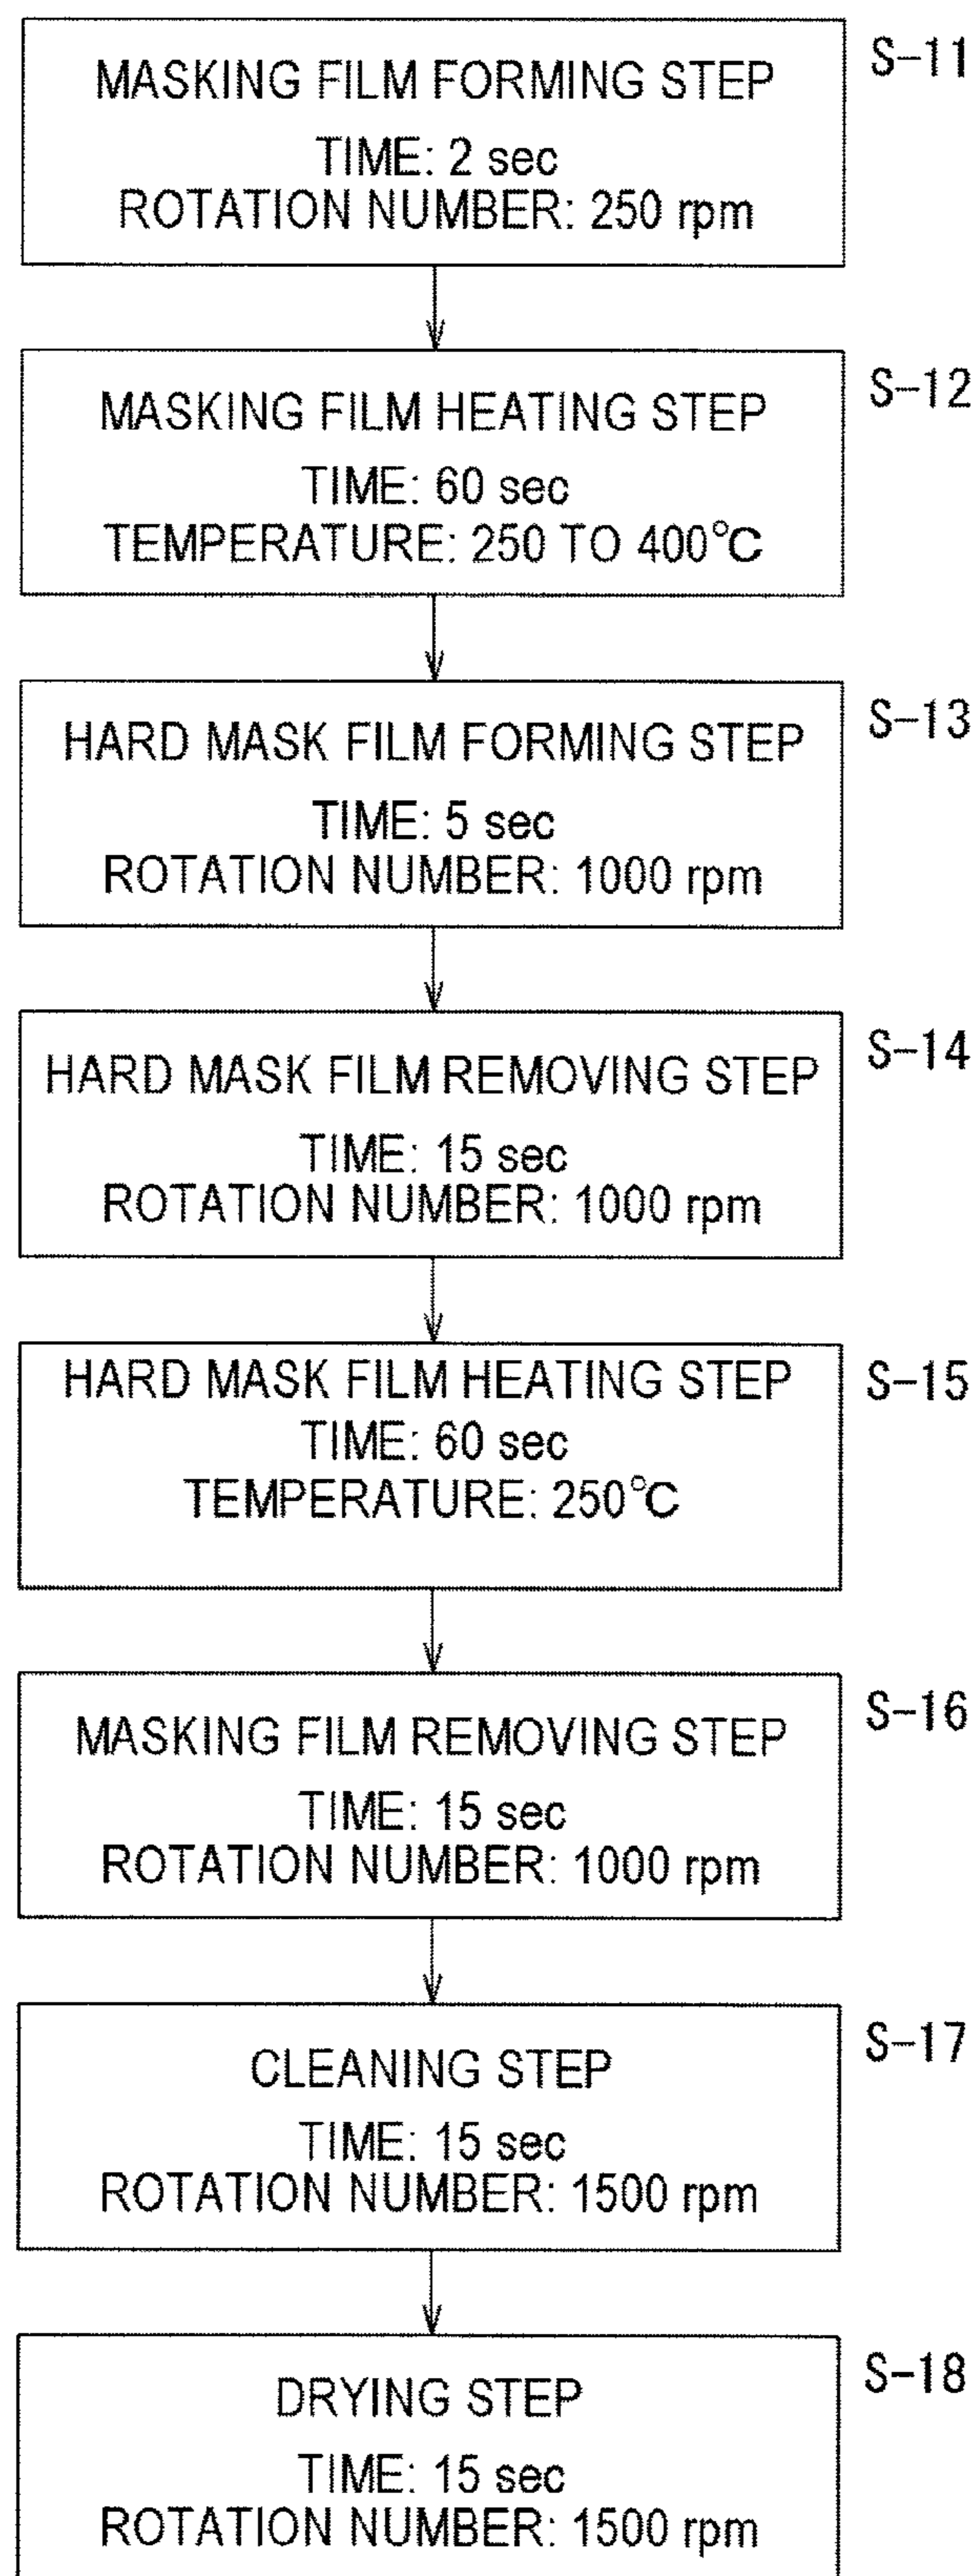 MASKING FILM FORMING STEP
TIME: 2 sec
ROTATION NUMBER: 250 rpm
S-11
MASKING FILM HEATING STEP
TIME: 60 sec
TEMPERATURE: 250 TO 400°C
S-12
HARD MASK FILM FORMING STEP
TIME: 5 sec
ROTATION NUMBER: 1000 rpm
S-13
HARD MASK FILM REMOVING STEP
TIME: 15 sec
ROTATION NUMBER: 1000 rpm
S-14
HARD MASK FILM HEATING STEP
TIME: 60 sec
TEMPERATURE: 250°C
S-15
MASKING FILM REMOVING STEP
TIME: 15 sec
ROTATION NUMBER: 1000 rpm
S-16
CLEANING STEP
TIME: 15 sec
ROTATION NUMBER: 1500 rpm
S-17
DRYING STEP
TIME: 15 sec
ROTATION NUMBER: 1500 rpm
S-18